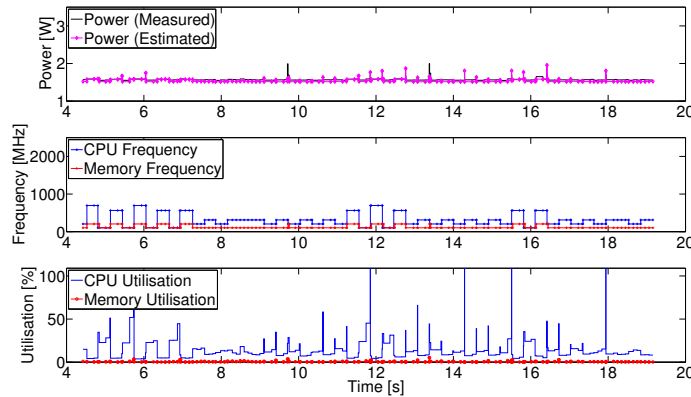 Power [W]
3
2
1
Power (Measured)
Power (Estimated)
4 6 8 10 12 14 16 18 20
Frequency [MHz]
2000
1000
0
CPU Frequency
Memory Frequency
4 6 8 10 12 14 16 18 20
Utilisation [%]
100
50
0
CPU Utilisation
Memory Utilisation
4 6 8 10 12 14 16 18 20
Time [s]